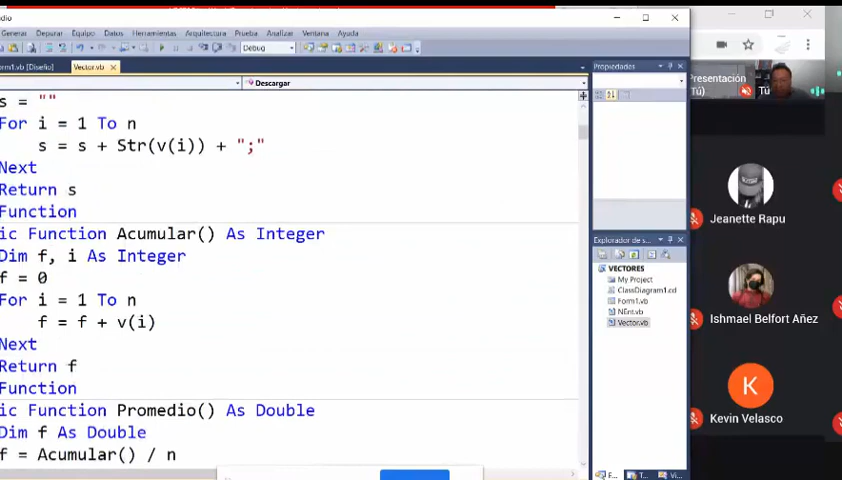 dio
Generar Depurar Equipo Datos Herramientas Arquitectura Prueba Analizar Ventana Ayuda
Debug
orm1.vb [Diseño] Vector.vb
Descargar
s = ""
For i = 1 To n
s = s + Str(v(i)) + ";"
Next
Return s
Function
ic Function Acumular() As Integer
Dim f, i As Integer
f = 0
For i = 1 To n
f = f + v(i)
Next
Return f
Function
ic Function Promedio() As Double
Dim f As Double
f = Acumular() / n
Propiedades
Explorador de s...
VECTORES
My Project
ClassDiagram1.cd
Form1.vb
NEnt.vb
Vector.vb
F...
T...
Vi...
Presentación
(Tú)
Tú
Jeanette Rapu
Ishmael Belfort Añez
K
Kevin Velasco